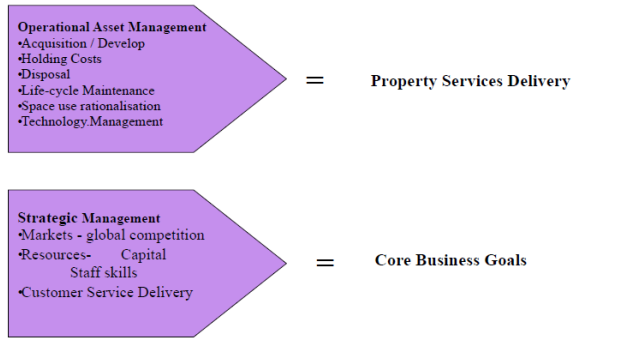 Operational Asset Management
•Acquisition / Develop
•Holding Costs
•Disposal
•Life-cycle Maintenance
•Space use rationalisation
•Technology.Management
= Property Services Delivery
Strategic Management
•Markets - global competition
•Resources- Capital
Staff skills
•Customer Service Delivery
= Core Business Goals